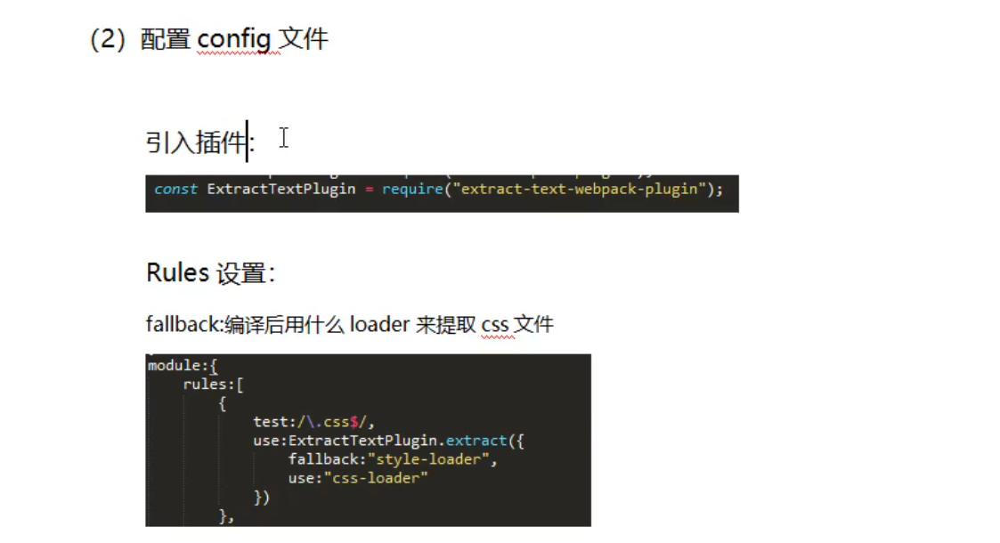 （2）配置 config 文件
引入插件:
const ExtractTextPlugin = require("extract-text-webpack-plugin");
Rules 设置：
fallback:编译后用什么 loader 来提取 css 文件
module:{
rules:[
{
test:/\.css$/,
use:ExtractTextPlugin.extract({
fallback:"style-loader",
use:"css-loader"
})
},